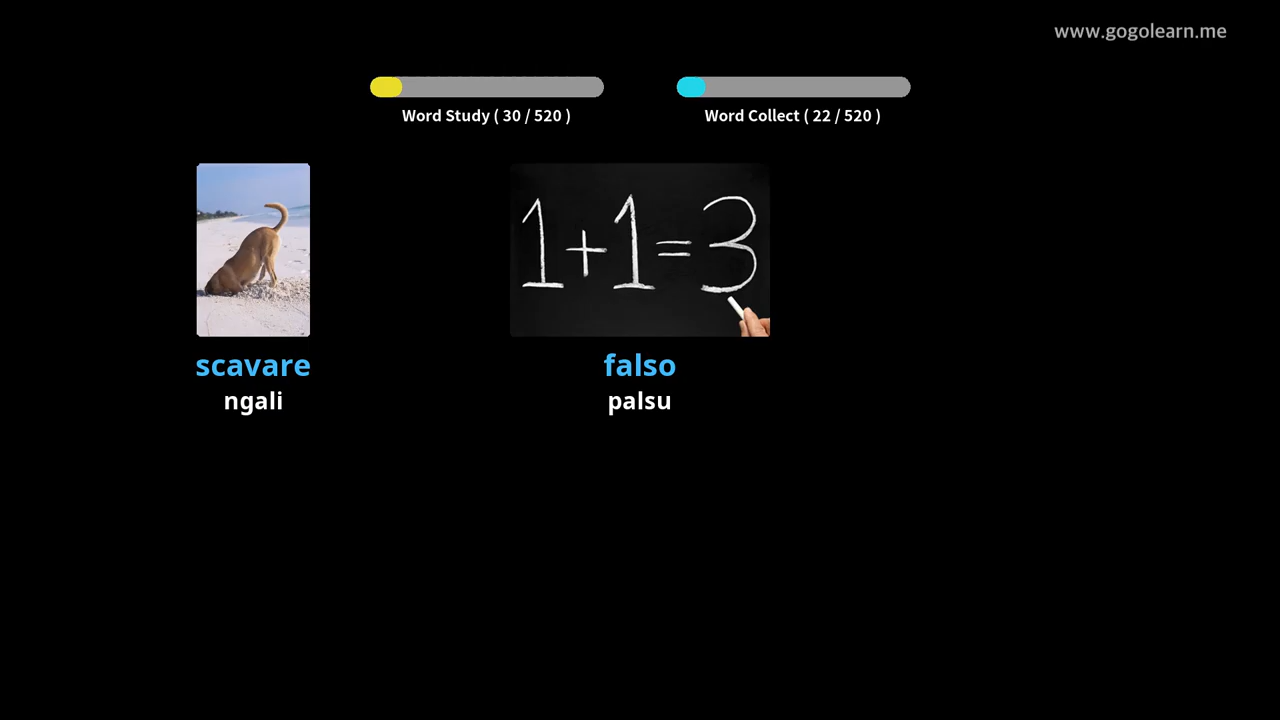 www.gogolearn.me
Word Study ( 30 / 520 )
Word Collect ( 22 / 520 )
1+1=3
scavare
ngali
falso
palsu